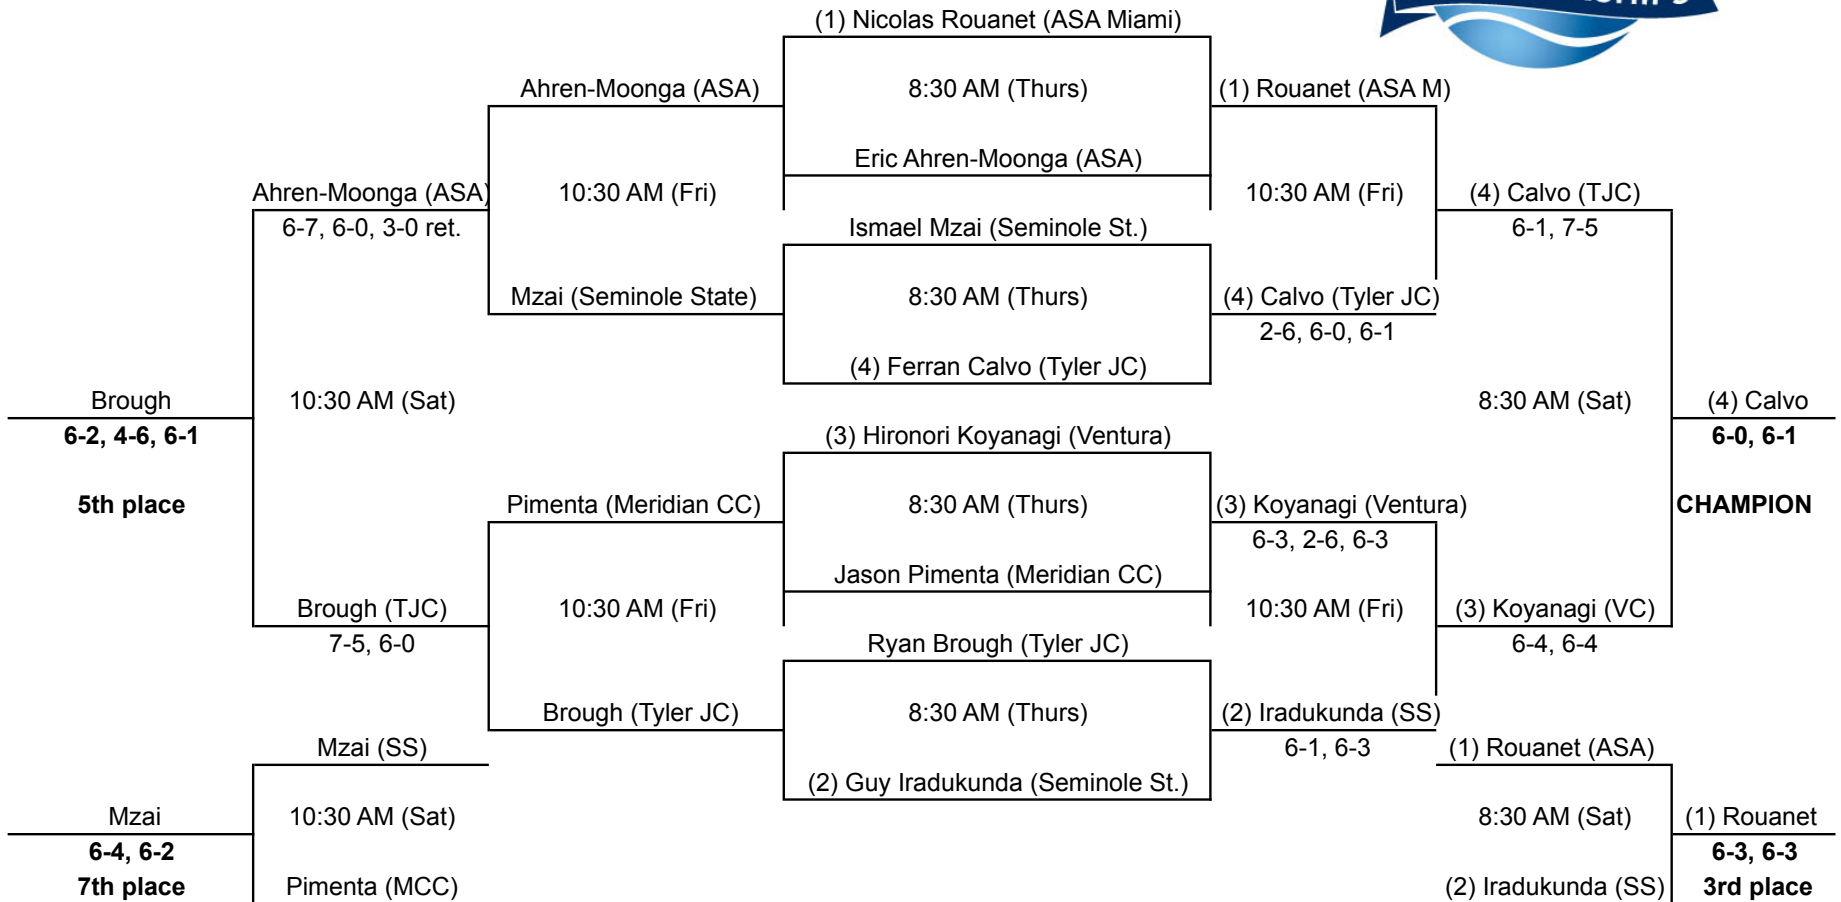 (1) Nicolas Rouanet (ASA Miami)
Ahren-Moonga (ASA) 8:30 AM (Thurs) (1) Rouanet (ASA M)
Eric Ahren-Moonga (ASA)
Ahren-Moonga (ASA) 10:30 AM (Fri) 10:30 AM (Fri) (4) Calvo (TJC)
6-7, 6-0, 3-0 ret. Ismael Mzai (Seminole St.) 6-1, 7-5
Mzai (Seminole State) 8:30 AM (Thurs) (4) Calvo (Tyler JC)
2-6, 6-0, 6-1
(4) Ferran Calvo (Tyler JC)
Brough 10:30 AM (Sat) 8:30 AM (Sat) (4) Calvo
6-2, 4-6, 6-1 (3) Hironori Koyanagi (Ventura) 6-0, 6-1
5th place Pimenta (Meridian CC) 8:30 AM (Thurs) (3) Koyanagi (Ventura) CHAMPION
6-3, 2-6, 6-3
Jason Pimenta (Meridian CC)
Brough (TJC) 10:30 AM (Fri) 10:30 AM (Fri) (3) Koyanagi (VC)
7-5, 6-0 Ryan Brough (Tyler JC) 6-4, 6-4
Brough (Tyler JC) 8:30 AM (Thurs) (2) Iradukunda (SS)
Mzai (SS) 6-1, 6-3 (1) Rouanet (ASA)
(2) Guy Iradukunda (Seminole St.)
Mzai 10:30 AM (Sat) 8:30 AM (Sat) (1) Rouanet
6-4, 6-2 6-3, 6-3
7th place Pimenta (MCC) (2) Iradukunda (SS) 3rd place